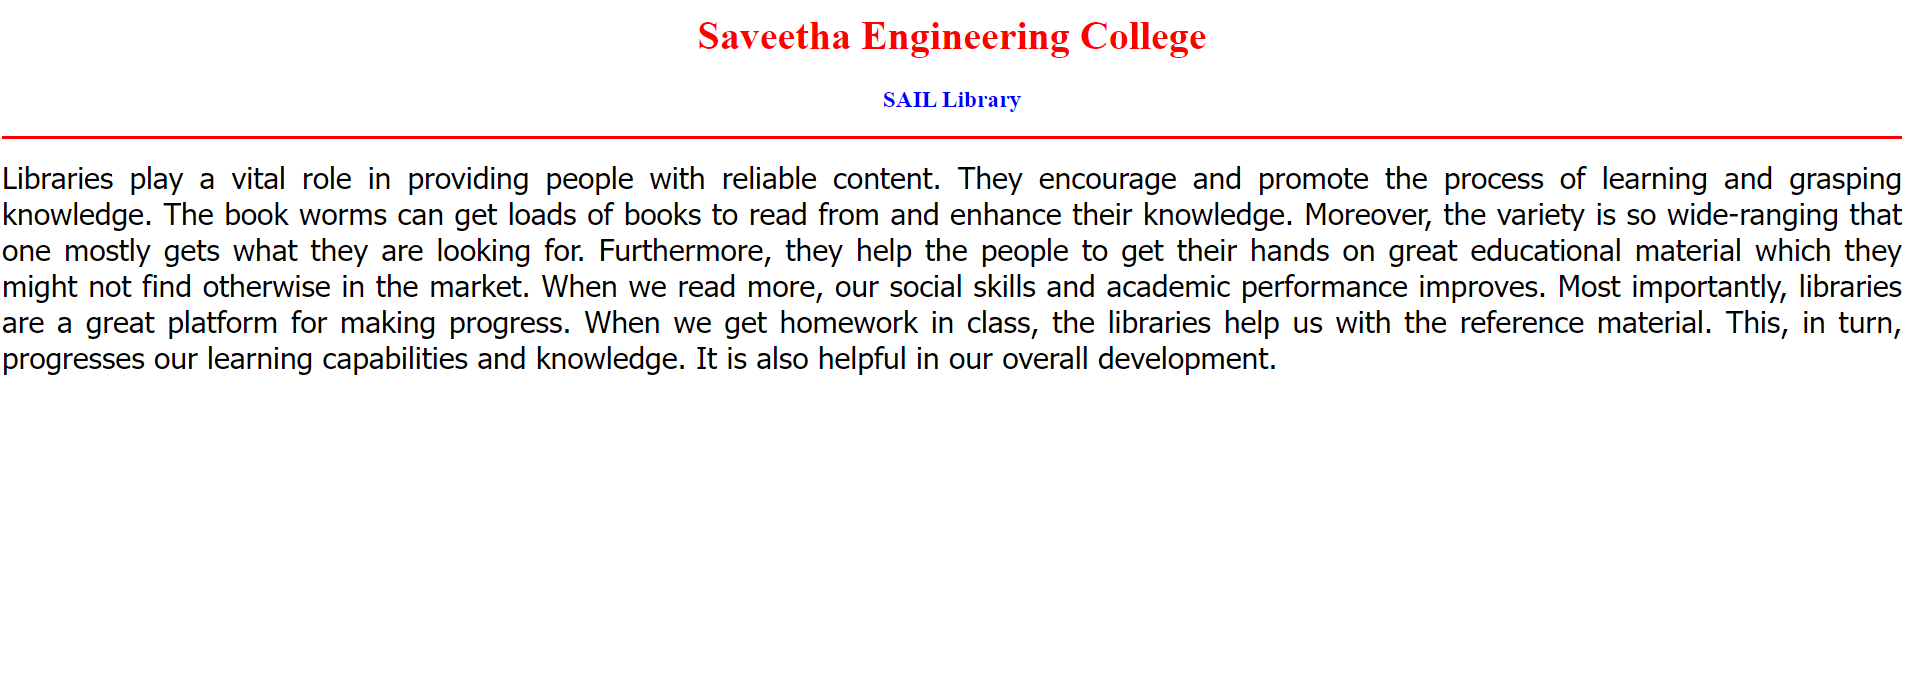 Saveetha Engineering College
SAIL Library
Libraries play a vital role in providing people with reliable content. They encourage and promote the process of learning and grasping
knowledge. The book worms can get loads of books to read from and enhance their knowledge. Moreover, the variety is so wide-ranging that
one mostly gets what they are looking for. Furthermore, they help the people to get their hands on great educational material which they
might not find otherwise in the market. When we read more, our social skills and academic performance improves. Most importantly, libraries
are a great platform for making progress. When we get homework in class, the libraries help us with the reference material. This, in turn,
progresses our learning capabilities and knowledge. It is also helpful in our overall development.